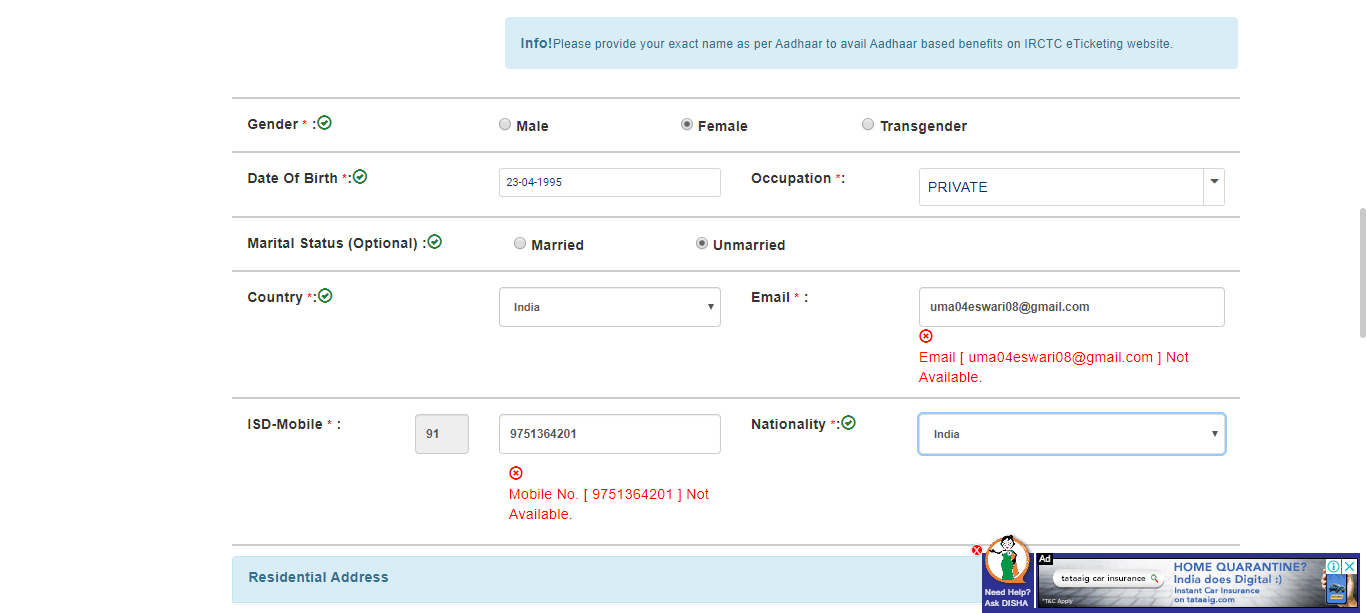 Info!Please provide your exact name as per Aadhaar to avail Aadhaar based benefits on IRCTC eTicketing website.
Gender * : Male Female Transgender
Date Of Birth *: 23-04-1995 Occupation *: PRIVATE
Marital Status (Optional) : Married Unmarried
Country *: India Email * : uma04eswari08@gmail.com
Email [ uma04eswari08@gmail.com ] Not
Available.
ISD-Mobile * : 91 9751364201 Nationality *: India
Mobile No. [ 9751364201 ] Not
Available.
Residential Address
Need Help?
Ask DISHA
Ad
tataaig car insurance
*T&C Apply
HOME QUARANTINE?
India does Digital :)
Instant Car Insurance
on tataaig.com